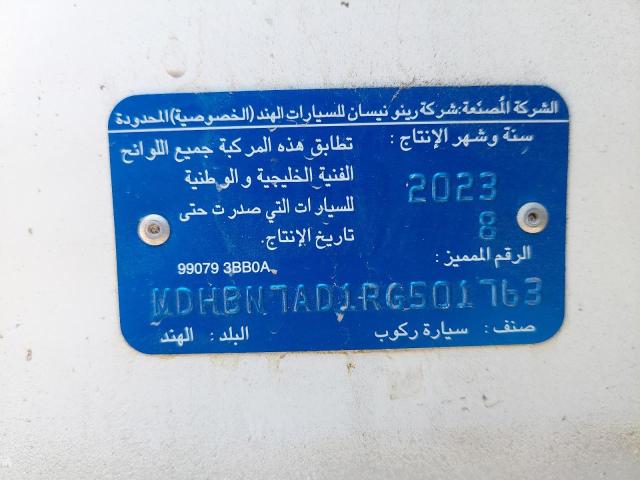 الشركة المصنعة: شركة رينو نيسان للسيارات الهند (الخصوصية) المحدودة
سنة وشهر الإنتاج :
2023
8
تطابق هذه المركبة جميع اللوائح
الفنية الخليجية و الوطنية
للسيارات التي صدرت حتى
تاريخ الإنتاج.
الرقم المميز :
99079 3BB0A
MDHBN7AD1RG501763
صنف : سيارة ركوب
البلد : الهند